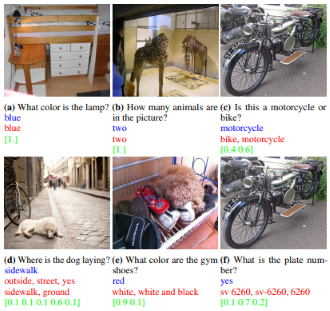 (a) What color is the lamp?
blue
blue
[1.]
(b) How many animals are
in the picture?
two
two
[1.]
(c) Is this a motorcycle or
bike?
motorcycle
bike, motorcycle
[0.4 0.6]
(d) Where is the dog laying?
sidewalk
outside, street, yes
sidewalk, ground
[0.1 0.1 0.1 0.6 0.1]
(e) What color are the gym
shoes?
red
white, white and black
[0.9 0.1]
(f) What is the plate num-
ber?
yes
sv 6260, sv-6260, 6260
[0.1 0.7 0.2]